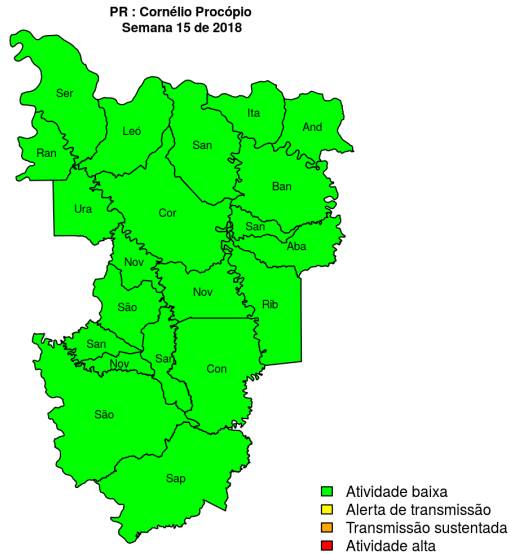 PR : Cornélio Procópio
Semana 15 de 2018
Ser
Leó
Ita
And
San
Ran
Ban
Ura
Cor
San
Aba
Nov
Nov
Rib
São
San
San
Nov
Con
São
Sap
Atividade baixa
Alerta de transmissão
Transmissão sustentada
Atividade alta